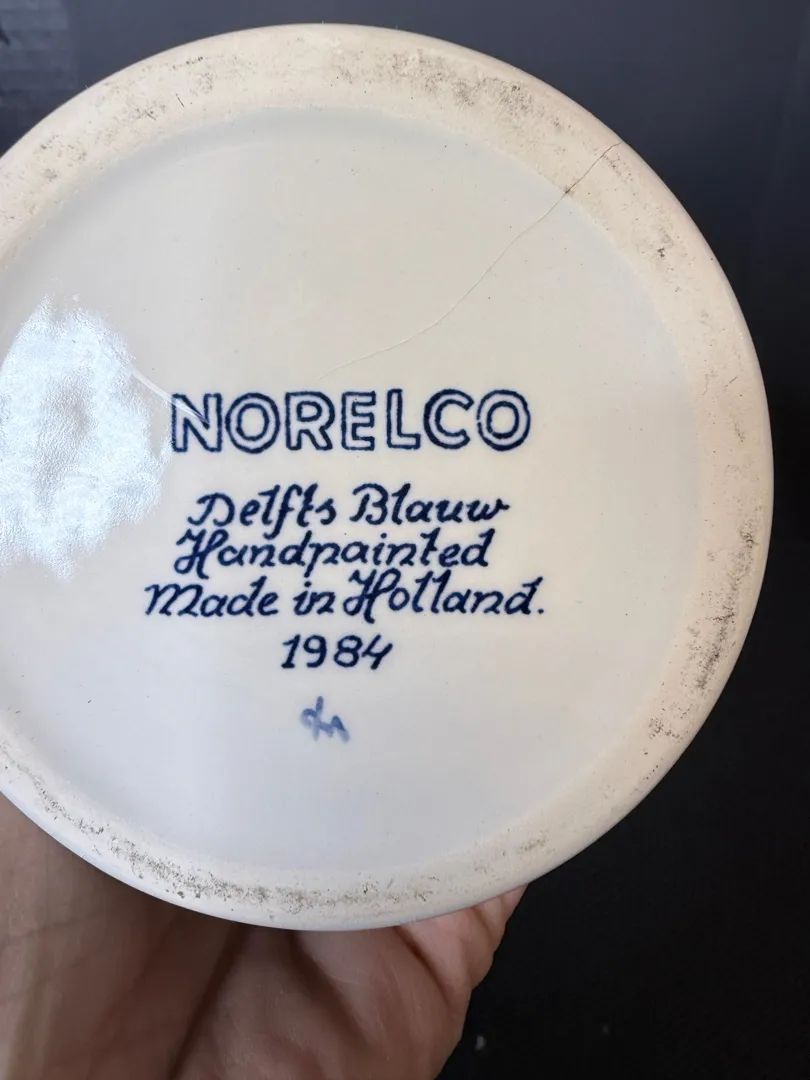 NORELCO
Delfts Blauw
Handpainted
Made in Holland.
1984